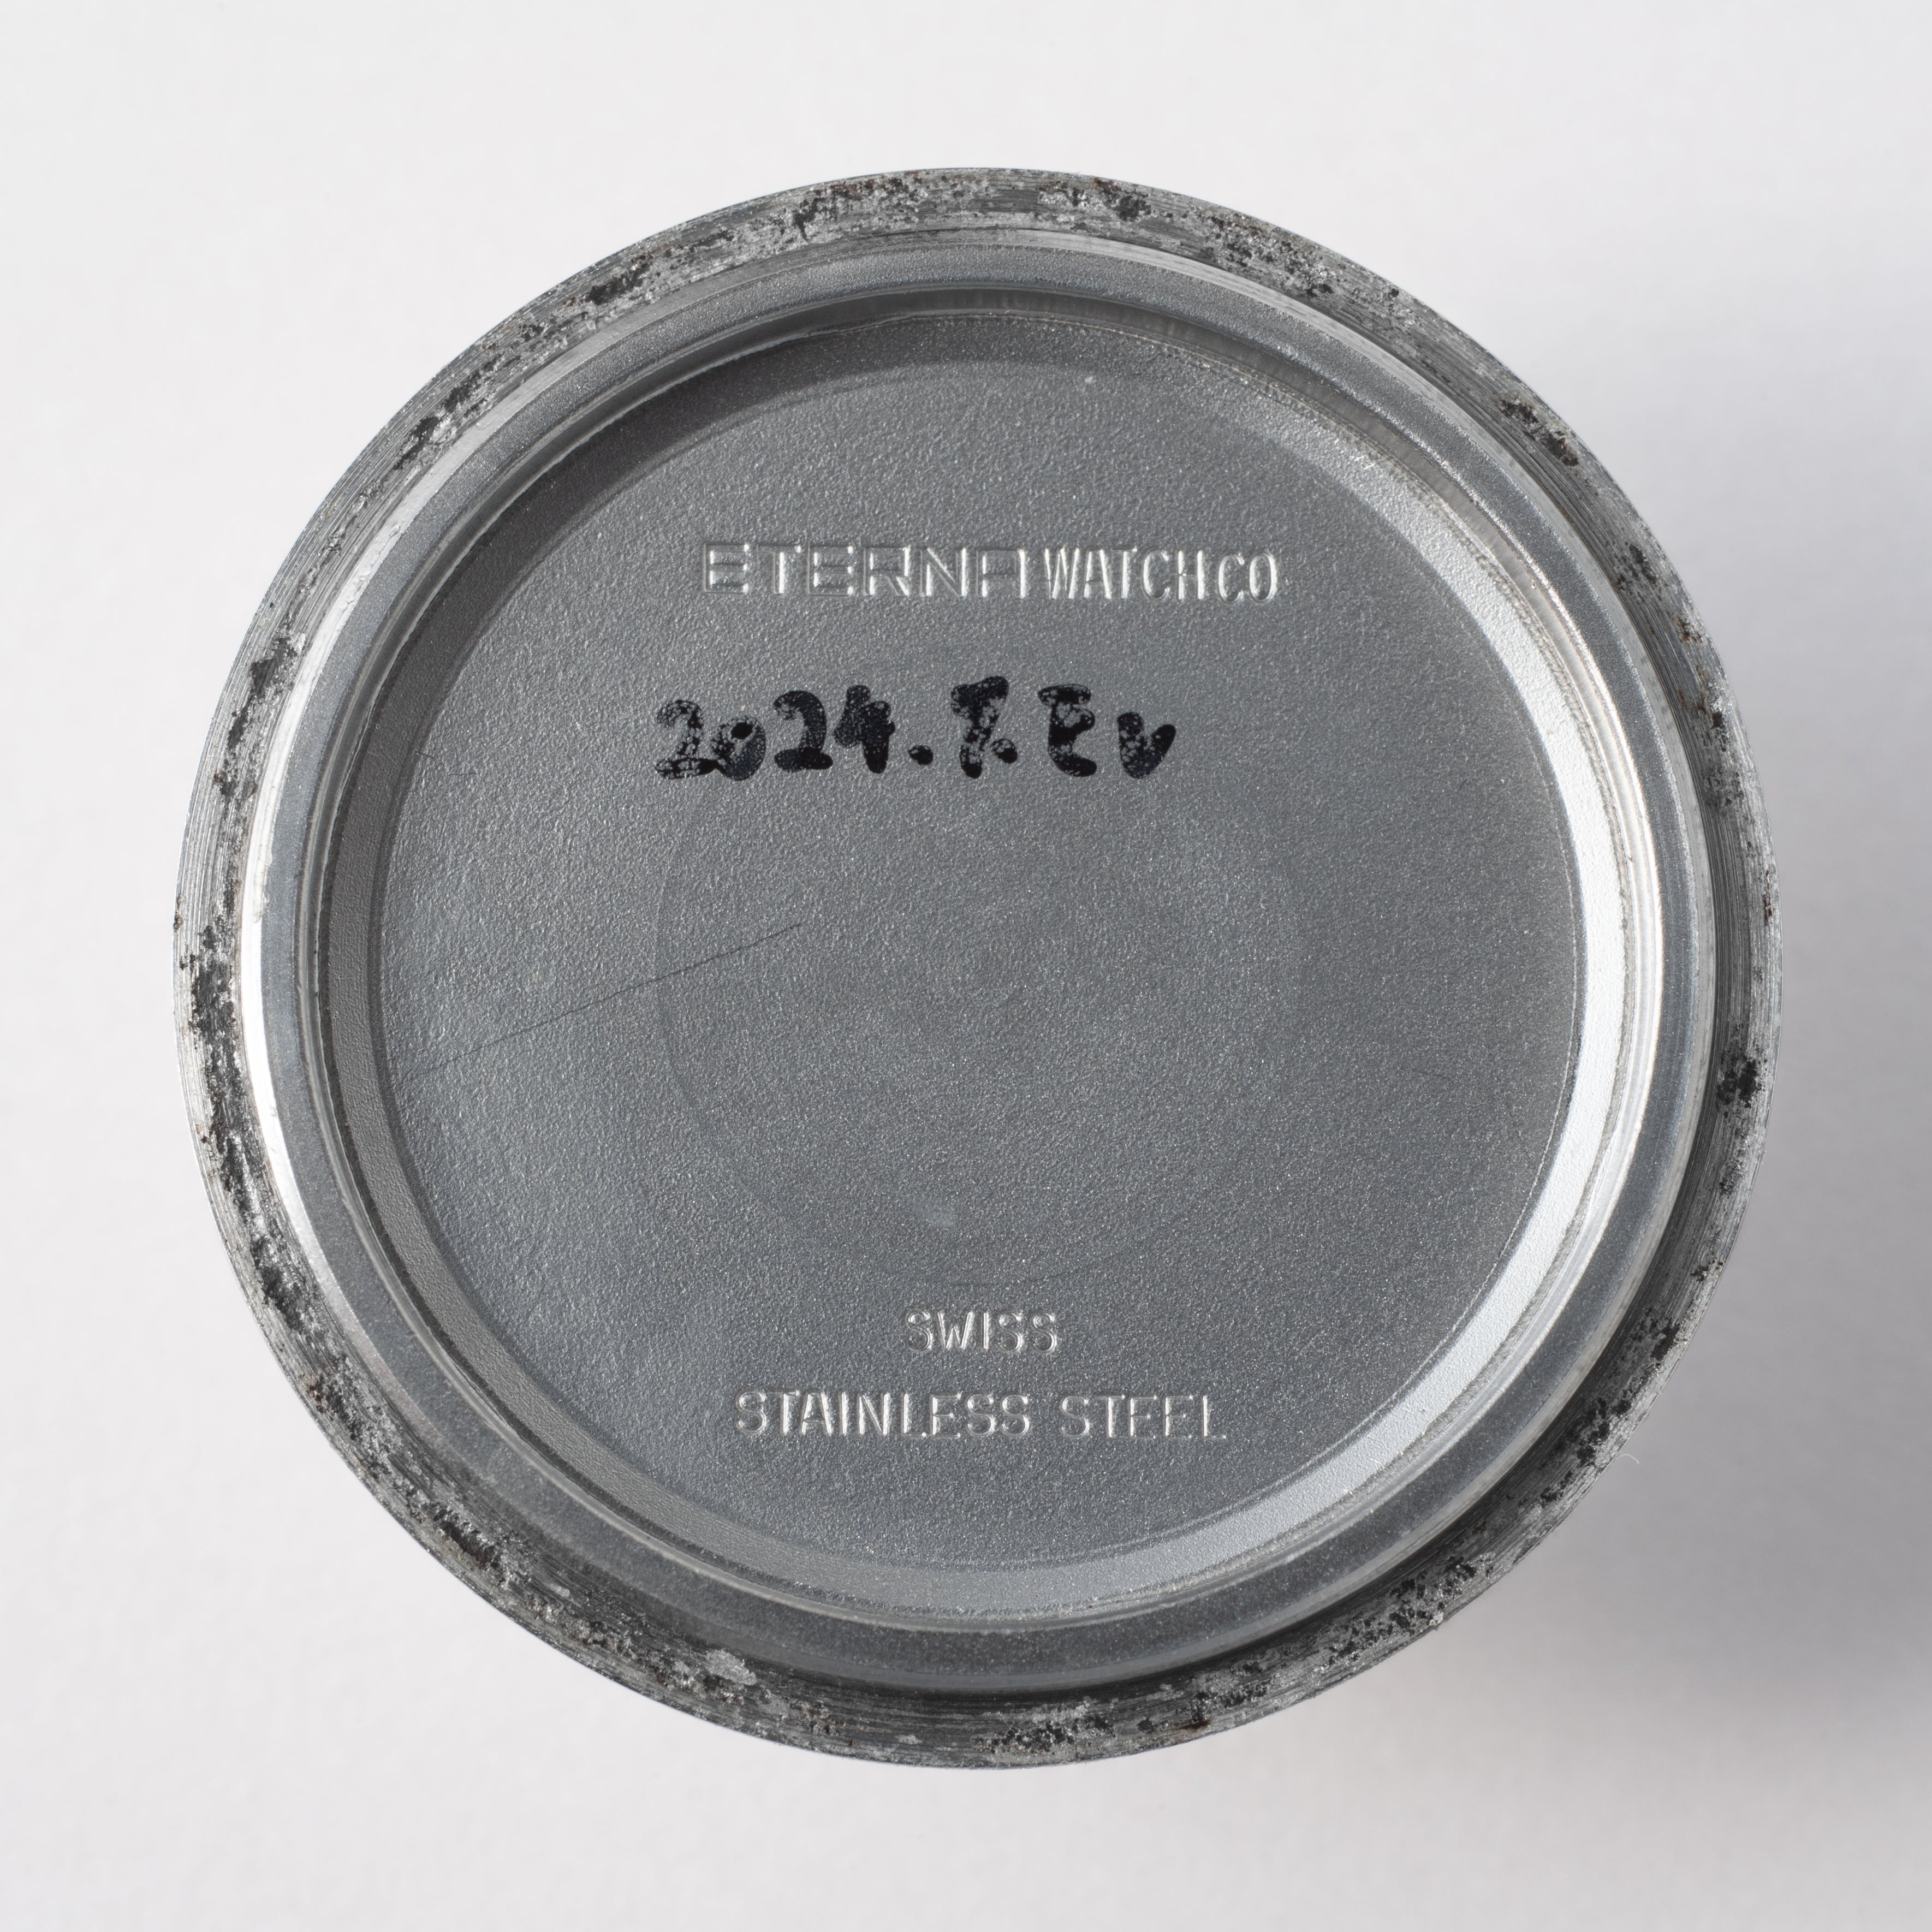 ETERNA WATCH CO
2024.7. Ev
SWISS
STAINLESS STEEL